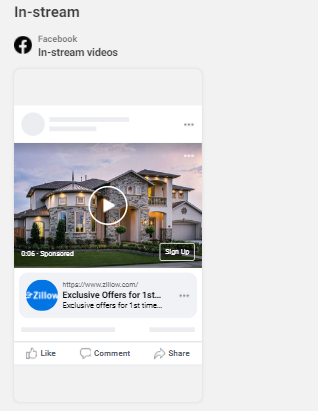 In-stream
Facebook
In-stream videos
0:06 · Sponsored
Sign Up
Zillow
https://www.zillow.com/
Exclusive Offers for 1st...
Exclusive offers for 1st time...
Like
Comment
Share